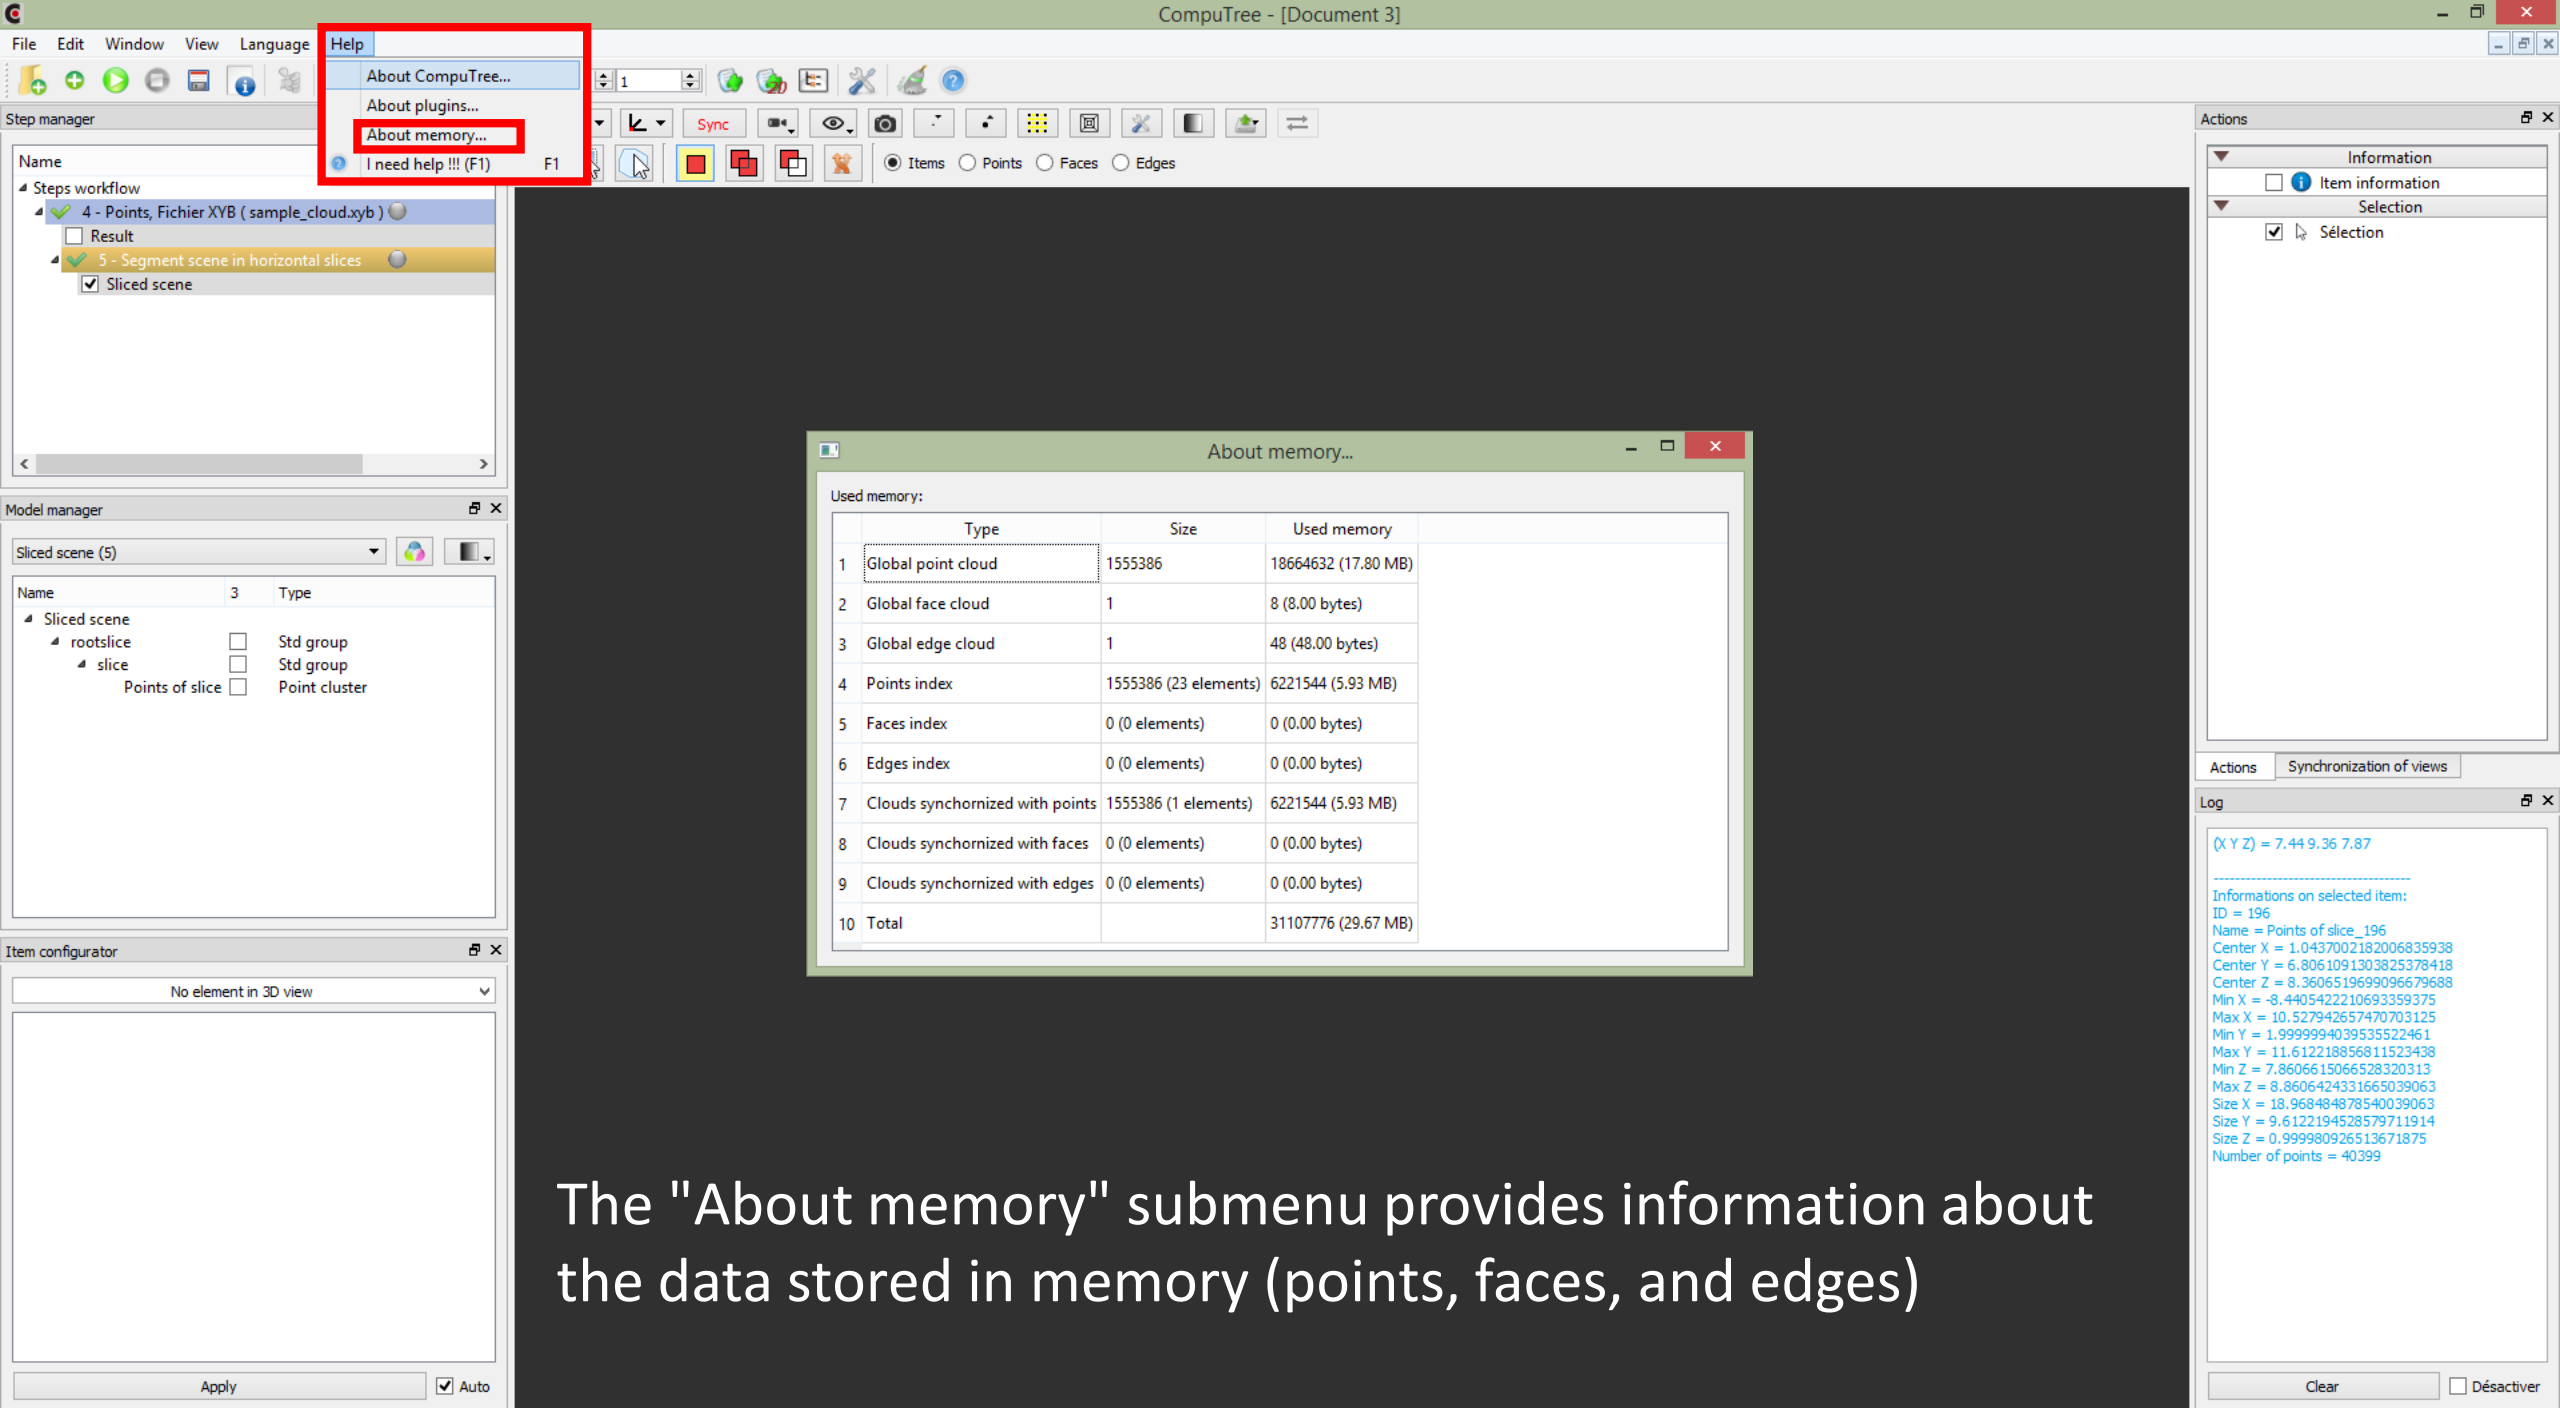 CompuTree - [Document 3]
File Edit Window View Language Help
About CompuTree...
About plugins...
About memory...
I need help !!! (F1) F1
1
Sync
Items Points Faces Edges
Step manager
Name
Steps workflow
4 - Points, Fichier XYB ( sample_cloud.xyb )
Result
5 - Segment scene in horizontal slices
Sliced scene
Model manager
Sliced scene (5)
Name 3 Type
Sliced scene
rootslice Std group
slice Std group
Points of slice Point cluster
Item configurator
No element in 3D view
Apply Auto
About memory...
Used memory:
Type Size Used memory
1 Global point cloud 1555386 18664632 (17.80 MB)
2 Global face cloud 1 8 (8.00 bytes)
3 Global edge cloud 1 48 (48.00 bytes)
4 Points index 1555386 (23 elements) 6221544 (5.93 MB)
5 Faces index 0 (0 elements) 0 (0.00 bytes)
6 Edges index 0 (0 elements) 0 (0.00 bytes)
7 Clouds synchornized with points 1555386 (1 elements) 6221544 (5.93 MB)
8 Clouds synchornized with faces 0 (0 elements) 0 (0.00 bytes)
9 Clouds synchornized with edges 0 (0 elements) 0 (0.00 bytes)
10 Total 31107776 (29.67 MB)
The "About memory" submenu provides information about
the data stored in memory (points, faces, and edges)
Actions
Information
Item information
Selection
Sélection
Actions Synchronization of views
Log
(X Y Z) = 7.44 9.36 7.87
-------------------------------------
Informations on selected item:
ID = 196
Name = Points of slice_196
Center X = 1.0437002182006835938
Center Y = 6.8061091303825378418
Center Z = 8.3606519699096679688
Min X = -8.4405422210693359375
Max X = 10.527942657470703125
Min Y = 1.9999994039535522461
Max Y = 11.612218856811523438
Min Z = 7.8606615066528320313
Max Z = 8.8606424331665039063
Size X = 18.968484878540039063
Size Y = 9.6122194528579711914
Size Z = 0.999980926513671875
Number of points = 40399
Clear Désactiver